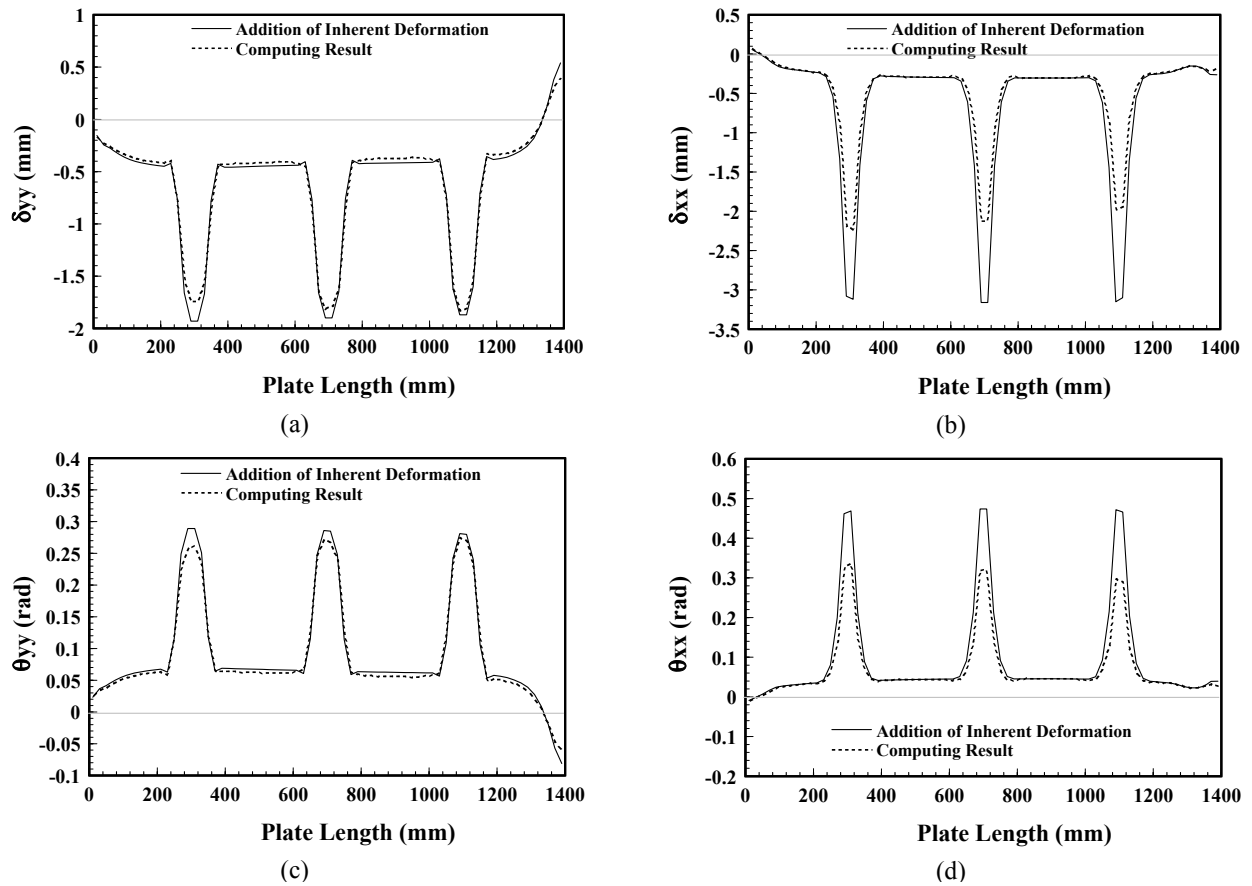 Addition of Inherent Deformation
Computing Result
1
0.5
0
-0.5
-1
-1.5
-2
δyy (mm)
0 200 400 600 800 1000 1200 1400
Plate Length (mm)
(a)
Addition of Inherent Deformation
Computing Result
0.5
0
-0.5
-1
-1.5
-2
-2.5
-3
-3.5
δxx (mm)
0 200 400 600 800 1000 1200 1400
Plate Length (mm)
(b)
Addition of Inherent Deformation
Computing Result
0.4
0.35
0.3
0.25
0.2
0.15
0.1
0.05
0
-0.05
-0.1
θyy (rad)
0 200 400 600 800 1000 1200 1400
Plate Length (mm)
(c)
0.6
0.5
0.4
0.3
0.2
0.1
0
-0.1
-0.2
θxx (rad)
Addition of Inherent Deformation
Computing Result
0 200 400 600 800 1000 1200 1400
Plate Length (mm)
(d)